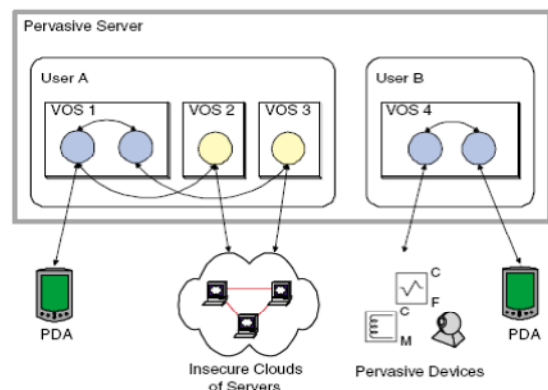 Pervasive Server
User A
User B
VOS 1
VOS 2
VOS 3
VOS 4
C
F
C
M
PDA
PDA
Insecure Clouds
of Servers
Pervasive Devices